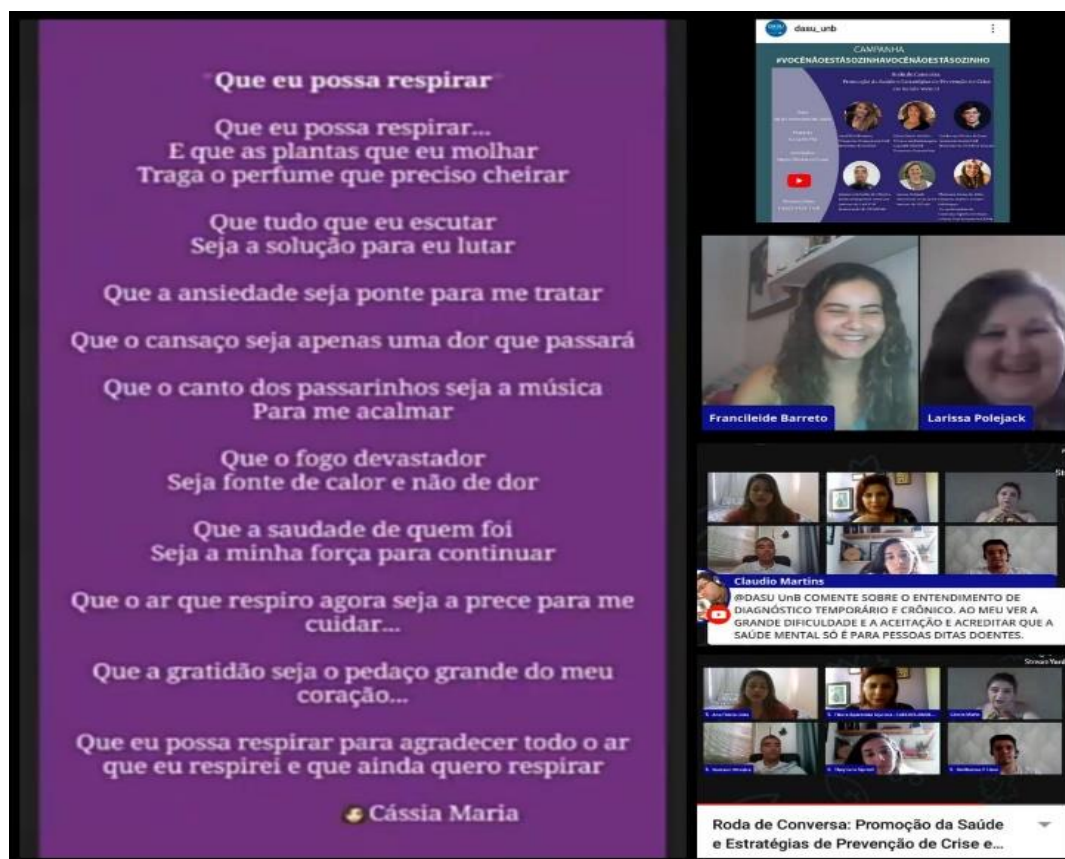 Que eu possa respirar
Que eu possa respirar...
E que as plantas que eu molhar
Traga o perfume que preciso cheirar
Que tudo que eu escutar
Seja a solução para eu lutar
Que a ansiedade seja ponte para me tratar
Que o cansaço seja apenas uma dor que passará
Que o canto dos passarinhos seja a música
Para me acalmar
Que o fogo devastador
Seja fonte de calor e não de dor
Que a saudade de quem foi
Seja a minha força para continuar
Que o ar que respiro agora seja a prece para me
cuidar...
Que a gratidão seja o pedaço grande do meu
coração...
Que eu possa respirar para agradecer todo o ar
que eu respirei e que ainda quero respirar
Cássia Maria
dasu_unb
CAMPANHA
#VOCÊNÃOESTÁSOZINHAVOCÊNÃOESTÁSOZINHO
Roda de Conversa
Promoção da Saúde e Estratégias de Prevenção de Crise
Francileide Barreto
Larissa Polejack
Claudio Martins
@DASU UnB COMENTE SOBRE O ENTENDIMENTO DE
DIAGNÓSTICO TEMPORÁRIO E CRÔNICO. AO MEU VER A
GRANDE DIFICULDADE E A ACEITAÇÃO E ACREDITAR QUE A
SAÚDE MENTAL SÓ É PARA PESSOAS DITAS DOENTES.
Roda de Conversa: Promoção da Saúde
e Estratégias de Prevenção de Crise e...